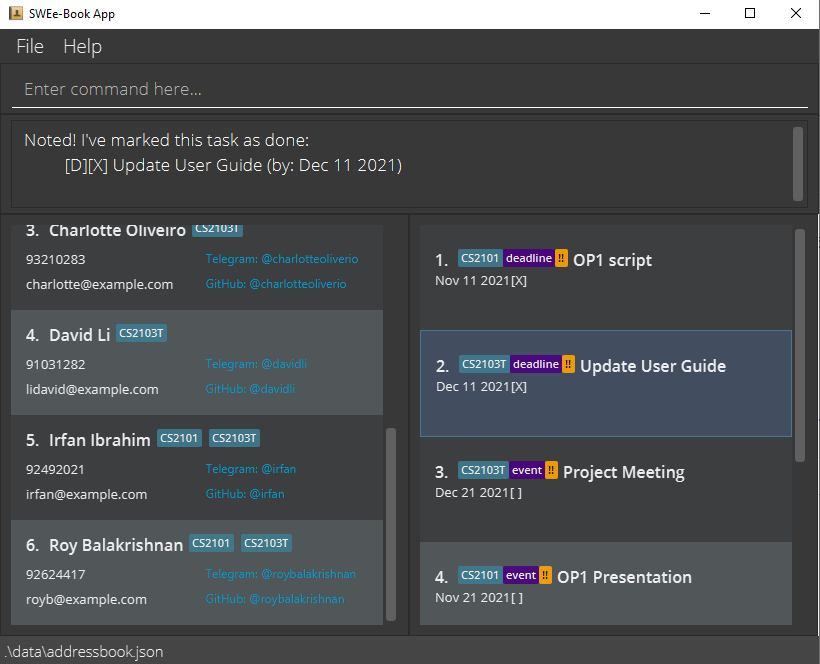 SWEe-Book App
File Help
Enter command here...
Noted! I've marked this task as done:
[D][X] Update User Guide (by: Dec 11 2021)
3. Charlotte Oliveiro CS2103T
93210283 Telegram: @charlotteoliverio
charlotte@example.com GitHub: @charlotteoliverio
4. David Li CS2103T
91031282 Telegram: @davidli
lidavid@example.com GitHub: @davidli
5. Irfan Ibrahim CS2101 CS2103T
92492021 Telegram: @irfan
irfan@example.com GitHub: @irfan
6. Roy Balakrishnan CS2101 CS2103T
92624417 Telegram: @roybalakrishnan
royb@example.com GitHub: @roybalakrishnan
1. CS2101 deadline !! OP1 script
Nov 11 2021[X]
2. CS2103T deadline !! Update User Guide
Dec 11 2021[X]
3. CS2103T event !! Project Meeting
Dec 21 2021[ ]
4. CS2101 event !! OP1 Presentation
Nov 21 2021[ ]
.\data\addressbook.json